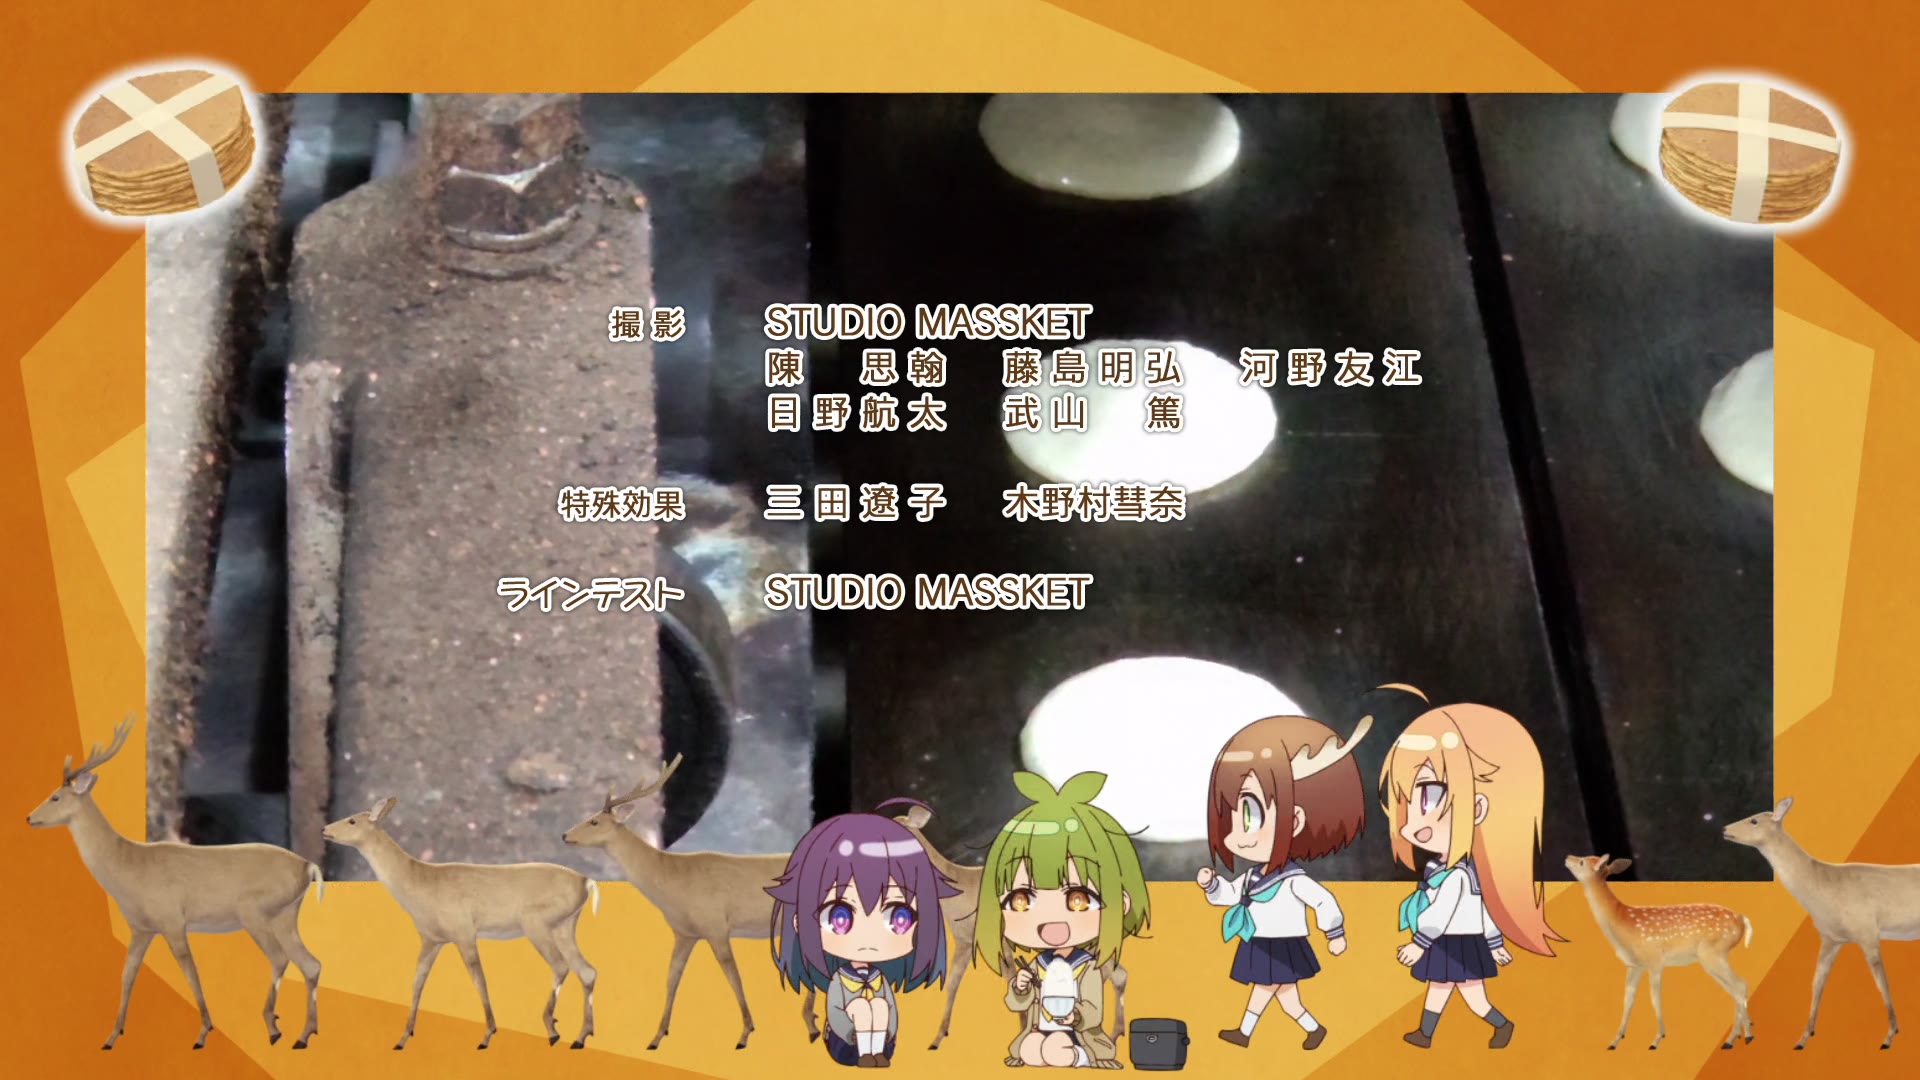 撮影 STUDIO MASSKET
陳 思翰 藤島明弘 河野友江
日野航太 武山 篤
特殊効果 三田遼子 木野村彗奈
ラインテスト STUDIO MASSKET